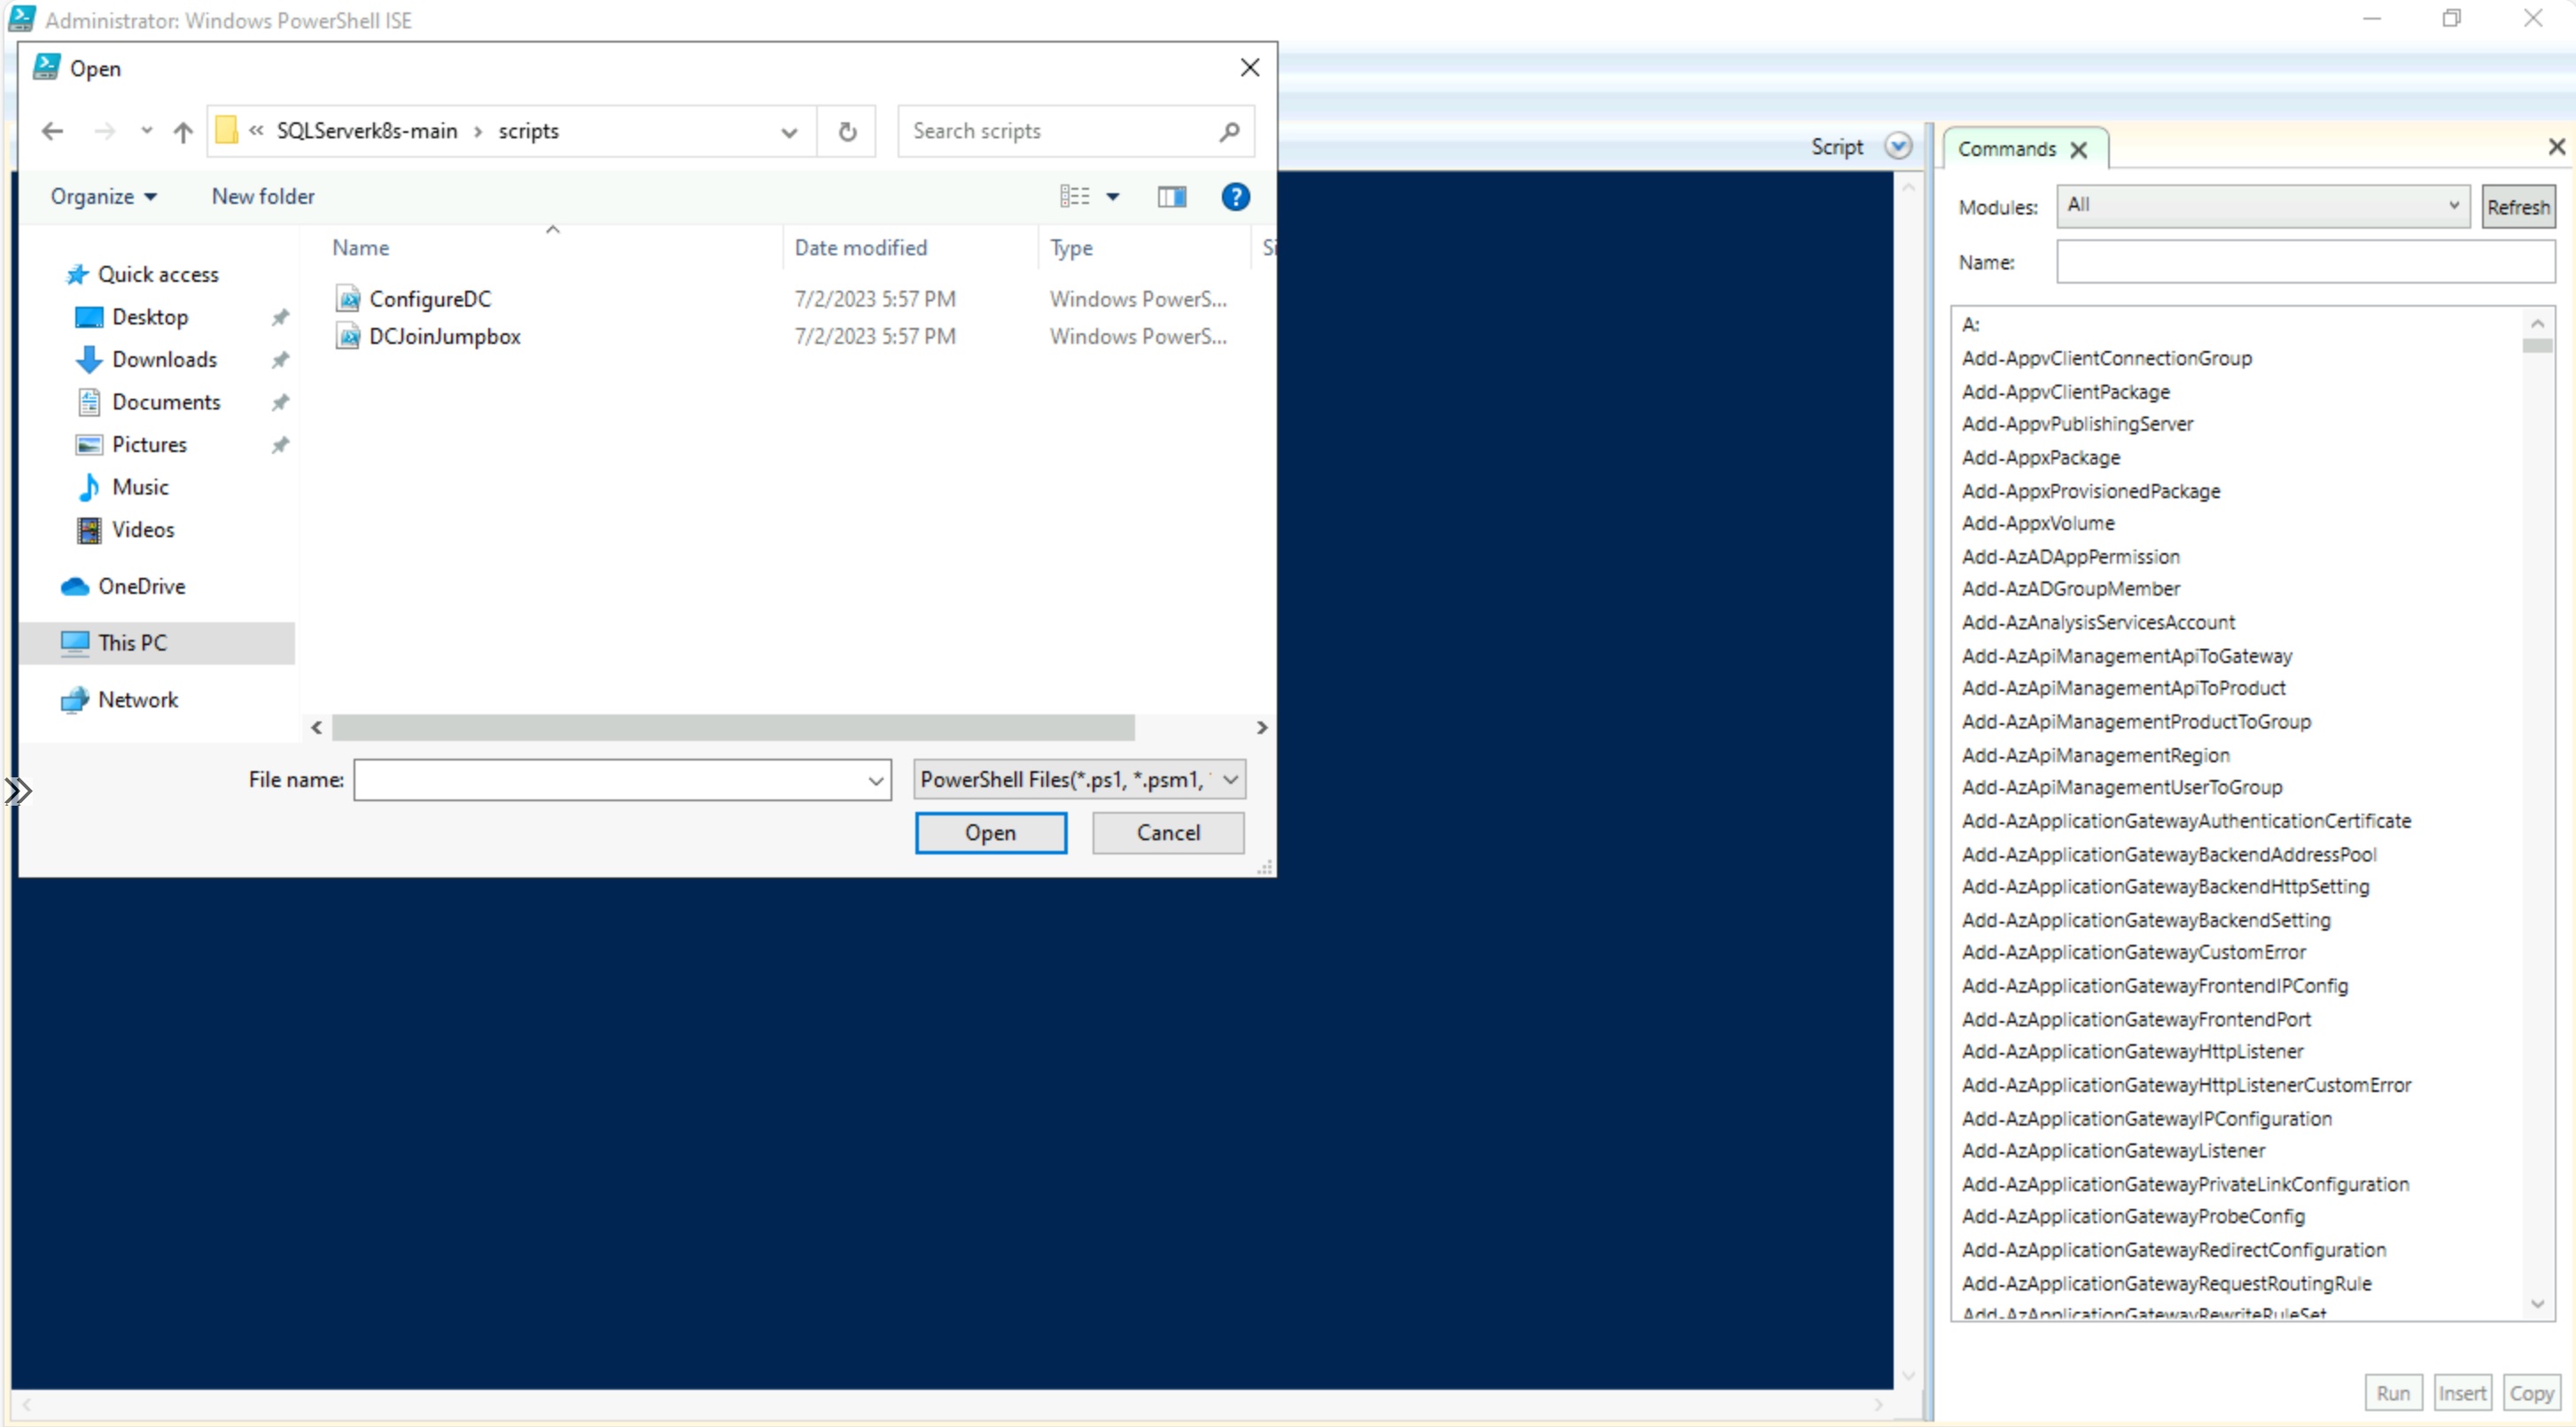 Administrator: Windows PowerShell ISE
Open
« SQLServerk8s-main › scripts
Search scripts
Organize
New folder
Name
Date modified
Type
Si
ConfigureDC 7/2/2023 5:57 PM Windows PowerS...
DCJoinJumpbox 7/2/2023 5:57 PM Windows PowerS...
Quick access
Desktop
Downloads
Documents
Pictures
Music
Videos
OneDrive
This PC
Network
File name:
PowerShell Files(*.ps1, *.psm1,
Open
Cancel
Script
Commands
Modules: All Refresh
Name:
A:
Add-AppvClientConnectionGroup
Add-AppvClientPackage
Add-AppvPublishingServer
Add-AppxPackage
Add-AppxProvisionedPackage
Add-AppxVolume
Add-AzADAppPermission
Add-AzADGroupMember
Add-AzAnalysisServicesAccount
Add-AzApiManagementApiToGateway
Add-AzApiManagementApiToProduct
Add-AzApiManagementProductToGroup
Add-AzApiManagementRegion
Add-AzApiManagementUserToGroup
Add-AzApplicationGatewayAuthenticationCertificate
Add-AzApplicationGatewayBackendAddressPool
Add-AzApplicationGatewayBackendHttpSetting
Add-AzApplicationGatewayBackendSetting
Add-AzApplicationGatewayCustomError
Add-AzApplicationGatewayFrontendIPConfig
Add-AzApplicationGatewayFrontendPort
Add-AzApplicationGatewayHttpListener
Add-AzApplicationGatewayHttpListenerCustomError
Add-AzApplicationGatewayIPConfiguration
Add-AzApplicationGatewayListener
Add-AzApplicationGatewayPrivateLinkConfiguration
Add-AzApplicationGatewayProbeConfig
Add-AzApplicationGatewayRedirectConfiguration
Add-AzApplicationGatewayRequestRoutingRule
Add-AzApplicationGatewayRewriteRuleSet
Run
Insert
Copy